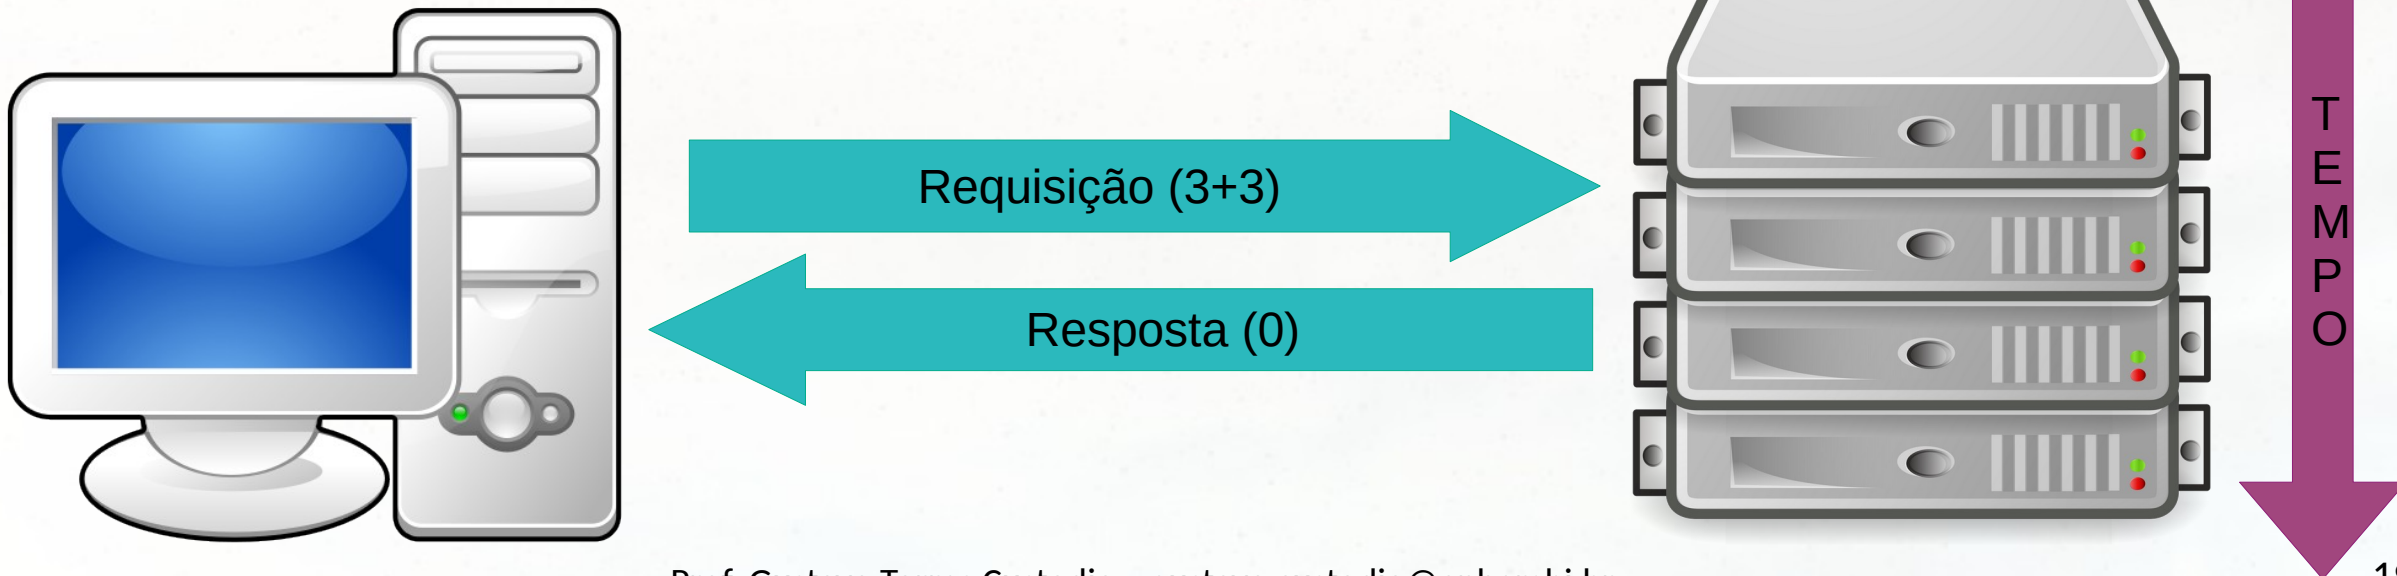 Requisição (3+3)
Resposta (0)
T
E
M
P
O